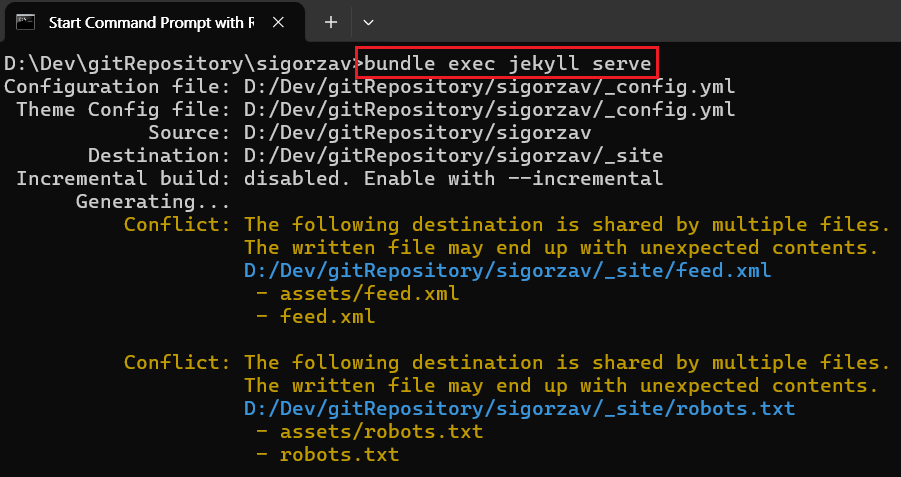 Start Command Prompt with R
D:\Dev\gitRepository\sigorzav>bundle exec jekyll serve
Configuration file: D:/Dev/gitRepository/sigorzav/_config.yml
Theme Config file: D:/Dev/gitRepository/sigorzav/_config.yml
Source: D:/Dev/gitRepository/sigorzav
Destination: D:/Dev/gitRepository/sigorzav/_site
Incremental build: disabled. Enable with --incremental
Generating...
Conflict: The following destination is shared by multiple files.
The written file may end up with unexpected contents.
D:/Dev/gitRepository/sigorzav/_site/feed.xml
- assets/feed.xml
- feed.xml
Conflict: The following destination is shared by multiple files.
The written file may end up with unexpected contents.
D:/Dev/gitRepository/sigorzav/_site/robots.txt
- assets/robots.txt
- robots.txt